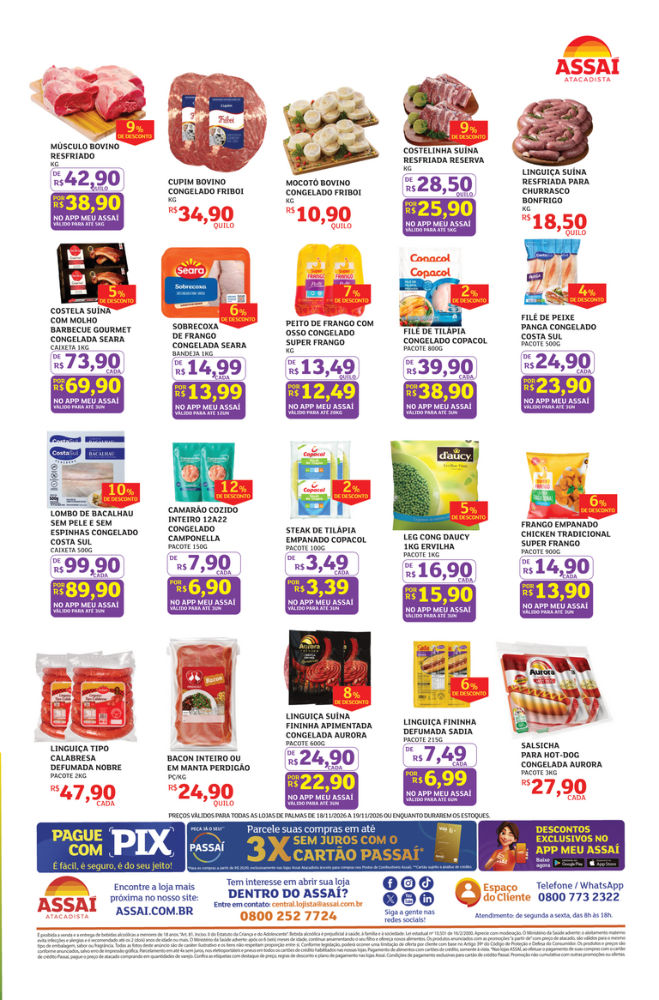 ASSAÍ
ATACADISTA
9%
DE DESCONTO
MÚSCULO BOVINO
RESFRIADO
KG
DE
R$42,90
QUILO
POR
R$38,90
NO APP MEU ASSAÍ
VÁLIDO PARA ATÉ 5KG
Friboi
CUPIM BOVINO
CONGELADO FRIBOI
KG
R$34,90
QUILO
MOCOTÓ BOVINO
CONGELADO FRIBOI
KG
R$10,90
QUILO
9%
DE DESCONTO
COSTELINHA SUÍNA
RESFRIADA RESERVA
KG
DE
R$28,50
QUILO
POR
R$25,90
NO APP MEU ASSAÍ
VÁLIDO PARA ATÉ 5KG
LINGUIÇA SUÍNA
RESFRIADA PARA
CHURRASCO
BONFRIGO
KG
R$18,50
QUILO
5%
DE DESCONTO
COSTELA SUÍNA
COM MOLHO
BARBECUE GOURMET
CONGELADA SEARA
CAIXETA 1KG
DE
R$73,90
CADA
POR
R$69,90
NO APP MEU ASSAÍ
VÁLIDO PARA ATÉ 3UN
Seara
Sobrecoxa
6%
DE DESCONTO
SOBRECOXA
DE FRANGO
CONGELADA SEARA
BANDEJA 1KG
DE
R$14,99
CADA
POR
R$13,99
NO APP MEU ASSAÍ
VÁLIDO PARA ATÉ 12UN
SUPER
FRANGO
Peito
7%
DE DESCONTO
PEITO DE FRANGO COM
OSSO CONGELADO
SUPER FRANGO
KG
DE
R$13,49
QUILO
POR
R$12,49
NO APP MEU ASSAÍ
VÁLIDO PARA ATÉ 20KG
Copacol
Copacol
2%
DE DESCONTO
FILÉ DE TILÁPIA
CONGELADO COPACOL
PACOTE 800G
DE
R$39,90
CADA
POR
R$38,90
NO APP MEU ASSAÍ
VÁLIDO PARA ATÉ 3UN
4%
DE DESCONTO
FILÉ DE PEIXE
PANGA CONGELADO
COSTA SUL
PACOTE 500G
DE
R$24,90
CADA
POR
R$23,90
NO APP MEU ASSAÍ
VÁLIDO PARA ATÉ 3UN
CostaSul
BACALHAU
CostaSul
BACALHAU
10%
DE DESCONTO
LOMBO DE BACALHAU
SEM PELE E SEM
ESPINHAS CONGELADO
COSTA SUL
CAIXETA 500G
DE
R$99,90
CADA
POR
R$89,90
NO APP MEU ASSAÍ
VÁLIDO PARA ATÉ 3UN
12%
DE DESCONTO
CAMARÃO COZIDO
INTEIRO 12A22
CONGELADO
CAMPONELLA
PACOTE 150G
DE
R$7,90
CADA
POR
R$6,90
NO APP MEU ASSAÍ
VÁLIDO PARA ATÉ 3UN
Copacol
2%
DE DESCONTO
STEAK DE TILÁPIA
EMPANADO COPACOL
PACOTE 100G
DE
R$3,49
CADA
POR
R$3,39
NO APP MEU ASSAÍ
VÁLIDO PARA ATÉ 3UN
d'aucy
5%
DE DESCONTO
LEG CONG DAUCY
1KG ERVILHA
PACOTE 1KG
DE
R$16,90
CADA
POR
R$15,90
NO APP MEU ASSAÍ
VÁLIDO PARA ATÉ 3UN
6%
DE DESCONTO
FRANGO EMPANADO
CHICKEN TRADICIONAL
SUPER FRANGO
PACOTE 900G
DE
R$14,90
CADA
POR
R$13,90
NO APP MEU ASSAÍ
VÁLIDO PARA ATÉ 3UN
LINGUIÇA TIPO
CALABRESA
DEFUMADA NOBRE
PACOTE 2KG
R$47,90
CADA
Bacon
BACON INTEIRO OU
EM MANTA PERDIGÃO
PÇ/KG
R$24,90
QUILO
Aurora
8%
DE DESCONTO
LINGUIÇA SUÍNA
FININHA APIMENTADA
CONGELADA AURORA
PACOTE 600G
DE
R$24,90
CADA
POR
R$22,90
NO APP MEU ASSAÍ
VÁLIDO PARA ATÉ 3UN
Sadia
6%
DE DESCONTO
LINGUIÇA FININHA
DEFUMADA SADIA
PACOTE 215G
DE
R$7,49
CADA
POR
R$6,99
NO APP MEU ASSAÍ
VÁLIDO PARA ATÉ 3UN
Aurora
SALSICHA
PARA HOT-DOG
CONGELADA AURORA
PACOTE 3KG
R$27,90
CADA
PREÇOS VÁLIDOS PARA TODAS AS LOJAS DE PALMAS DE 18/11/2026 A 19/11/2026 OU ENQUANTO DURAREM OS ESTOQUES.
PAGUE
COM PIX
É fácil, é seguro, é do seu jeito!
PEÇA JÁ O SEU*
PASSAÍ
Parcele suas compras em até
3X SEM JUROS COM O
CARTÃO PASSAÍ*
DESCONTOS
EXCLUSIVOS NO
APP MEU ASSAÍ
Baixe
agora:
Google Play
App Store
ASSAÍ
ATACADISTA
Encontre a loja mais
próxima no nosso site:
ASSAI.COM.BR
Tem interesse em abrir sua loja
DENTRO DO ASSAÍ?
Entre em contato: central.lojista@assai.com.br
0800 252 7724
Siga a gente nas
redes sociais!
Espaço
do Cliente
Telefone / WhatsApp
0800 773 2322
Atendimento: de segunda a sexta, das 8h às 18h.